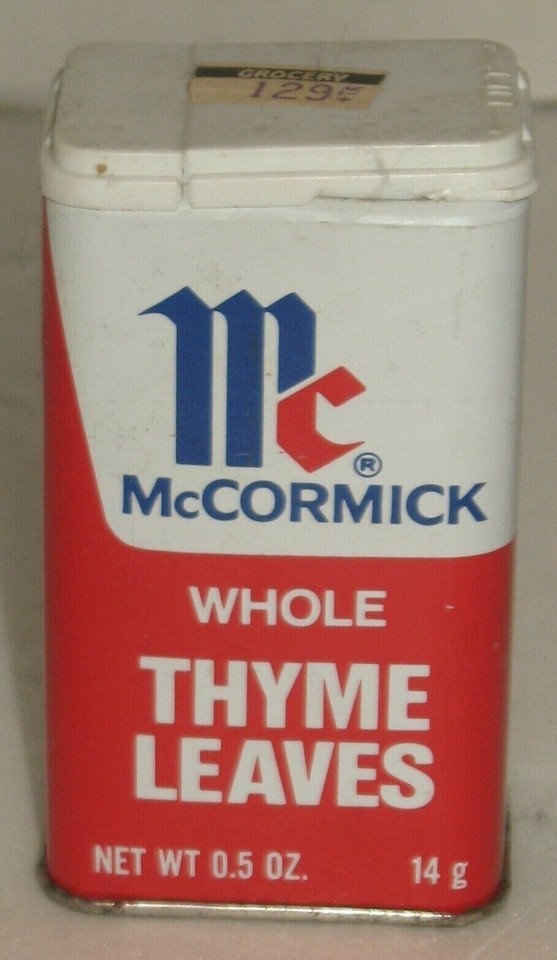 GROCERY
129
Mc®
McCORMICK
WHOLE
THYME
LEAVES
NET WT 0.5 OZ. 14 g